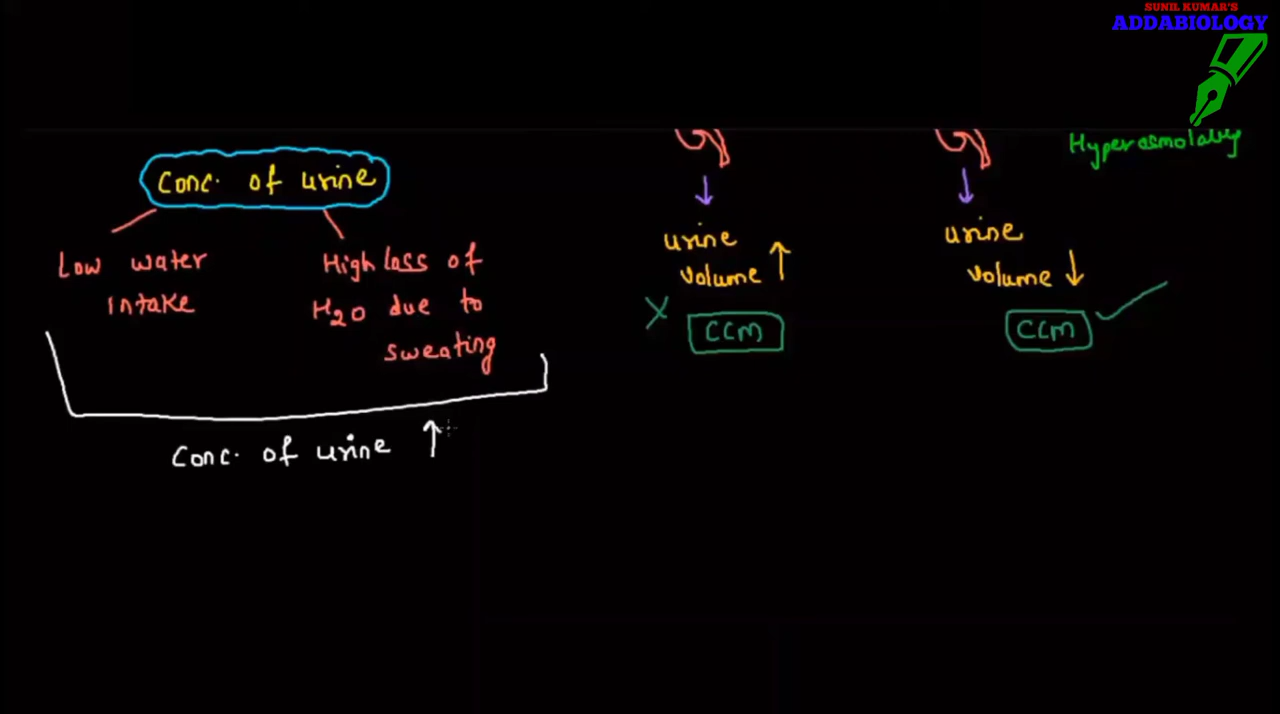 SUNIL KUMAR'S
ADDABIOLOGY
Hyperosmolality
Conc. of urine
Low water
Intake
High loss of
H2O due to
sweating
Conc. of urine ↑
urine
volume ↑
X CCM
urine
volume ↓
CCM ✓